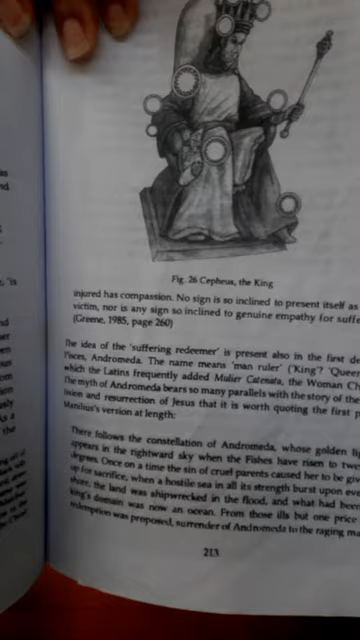 Fig. 26 Cepheus, the King
injured has compassion. No sign is so inclined to present itself as
victim, nor is any sign so inclined to genuine empathy for suffe
(Greene, 1985, page 260)
The idea of the 'suffering redeemer' is present also in the first de
Pisces, Andromeda. The name means 'man ruler' ('King'? 'Queen
which the Latins frequently added Mulier Catenata, the Woman Ch
The myth of Andromeda bears so many parallels with the story of the
ixion and resurrection of Jesus that it is worth quoting the first p
Manilius's version at length:
There follows the constellation of Andromeda, whose golden lig
appears in the rightward sky when the Fishes have risen to twe
degrees. Once on a time the sin of cruel parents caused her to be giv
up for sacrifice, when a hostile sea in all its strength burst upon eve
shore, the land was shipwrecked in the flood, and what had been
king's domain was now an ocean. From those ills but one price
redemption was proposed, surrender of Andromeda to the raging ma
213